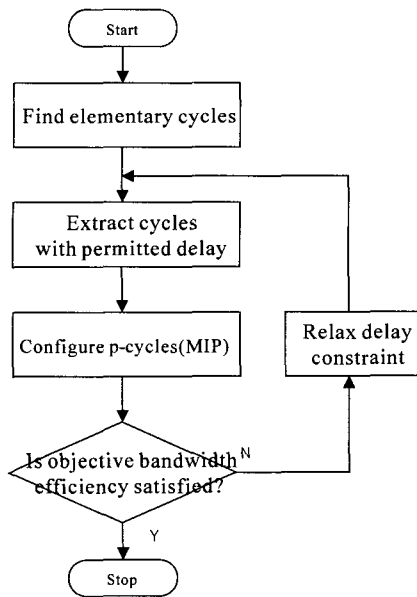 Start
Find elementary cycles
Extract cycles
with permitted delay
Configure p-cycles(MIP)
Relax delay
constraint
Is objective bandwidth
efficiency satisfied?
N
Y
Stop